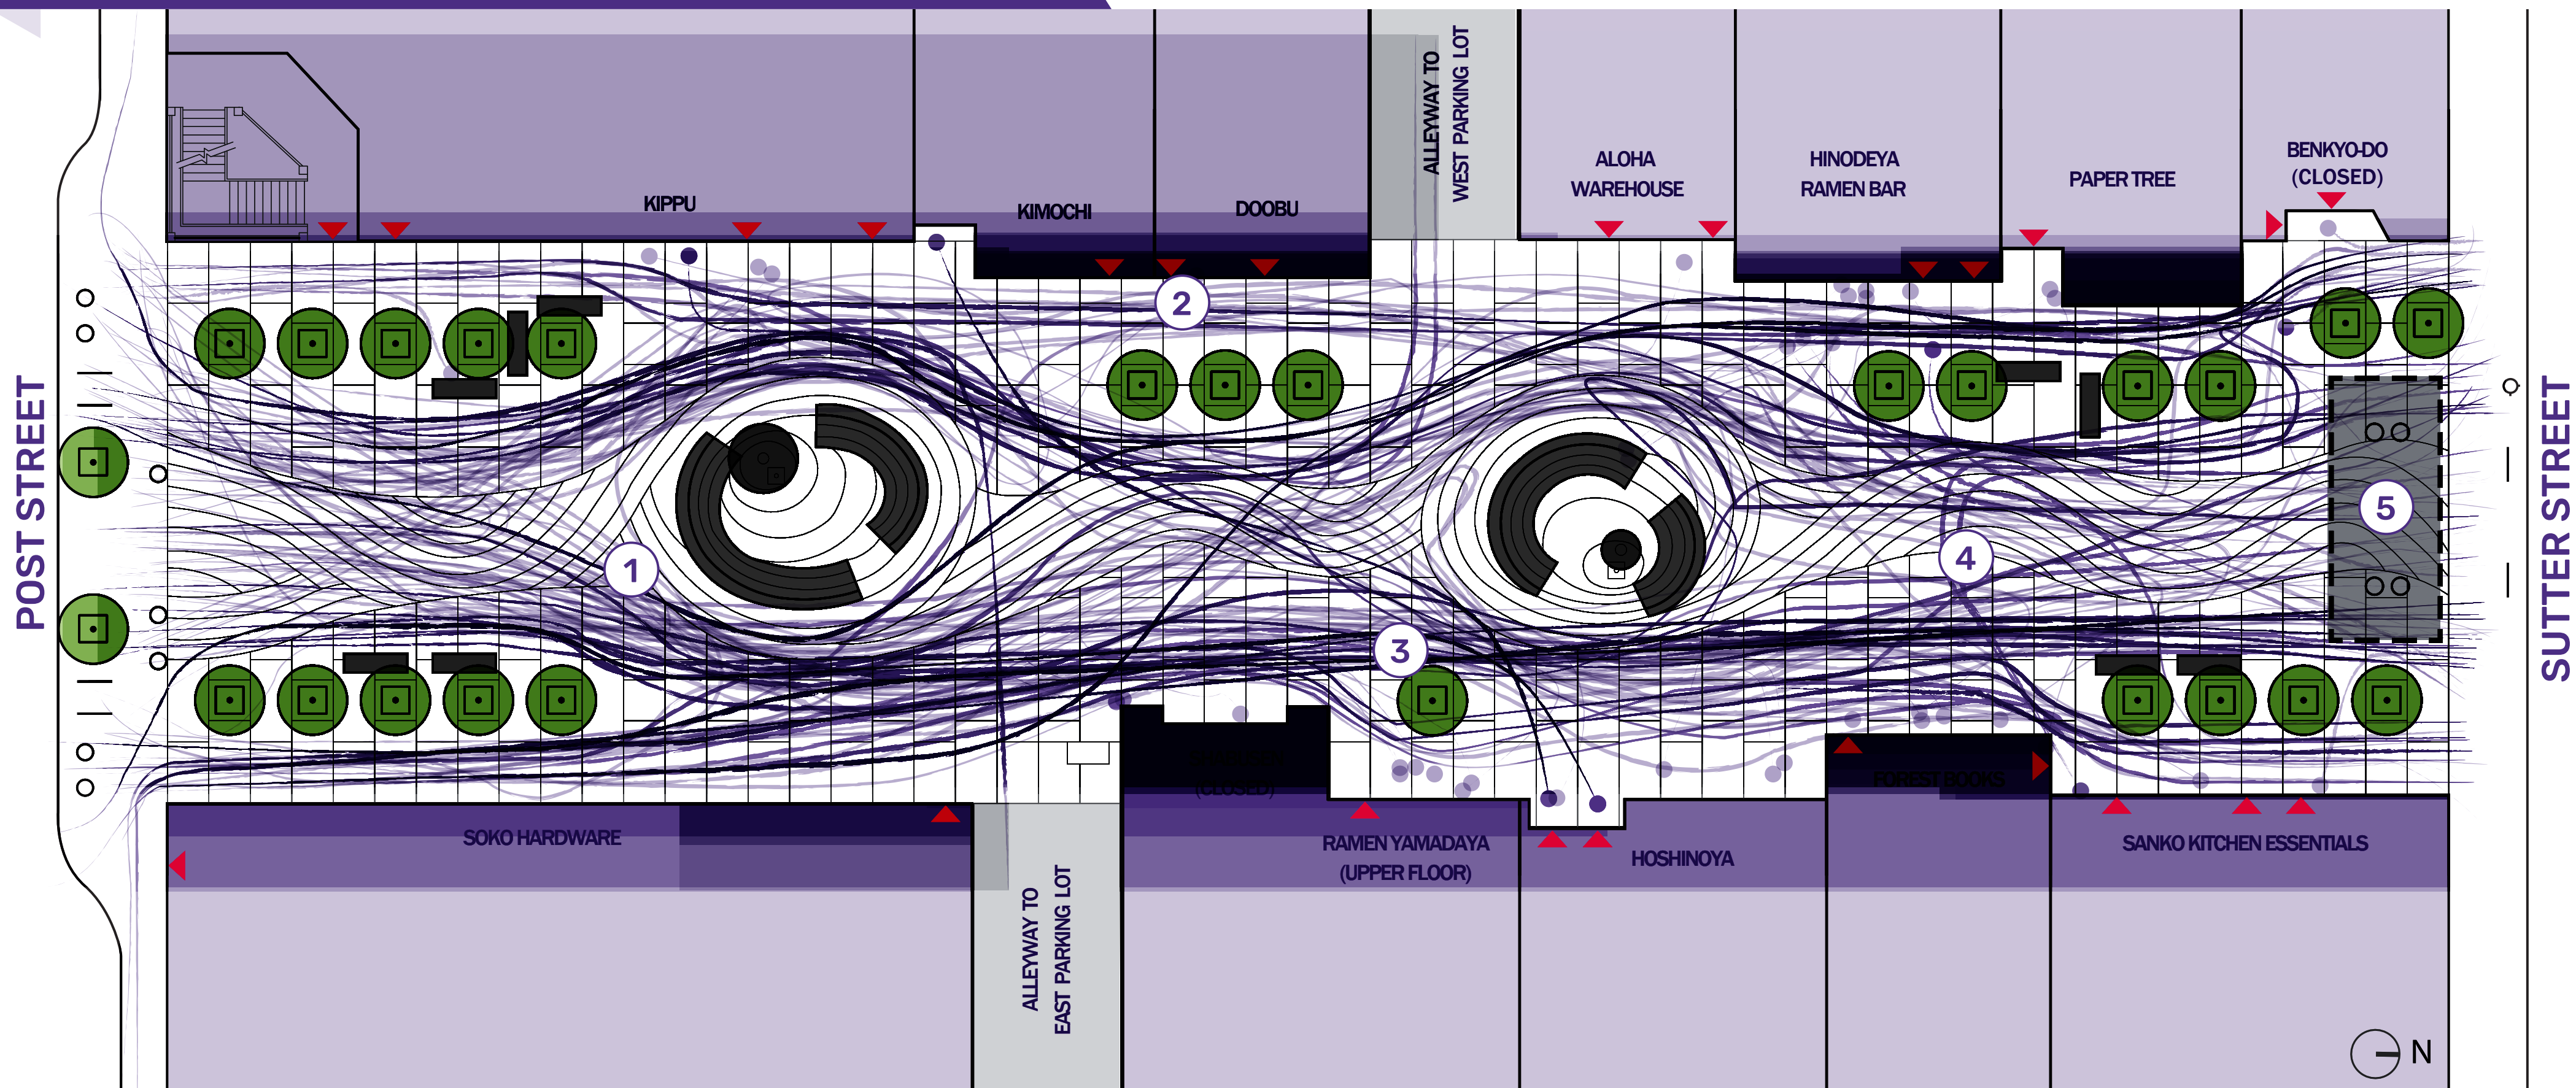 ALLEYWAY TO
WEST PARKING LOT
BENKYO-DO
(CLOSED)
ALOHA
WAREHOUSE
HINODEYA
RAMEN BAR
PAPER TREE
KIPPU
KIMOCHI
DOOBU
2
POST STREET
SUTTER STREET
5
4
1
3
(CLOSED)
FOREST BOOKS
SOKO HARDWARE
RAMEN YAMADAYA
(UPPER FLOOR)
HOSHINOYA
SANKO KITCHEN ESSENTIALS
ALLEYWAY TO
EAST PARKING LOT
N